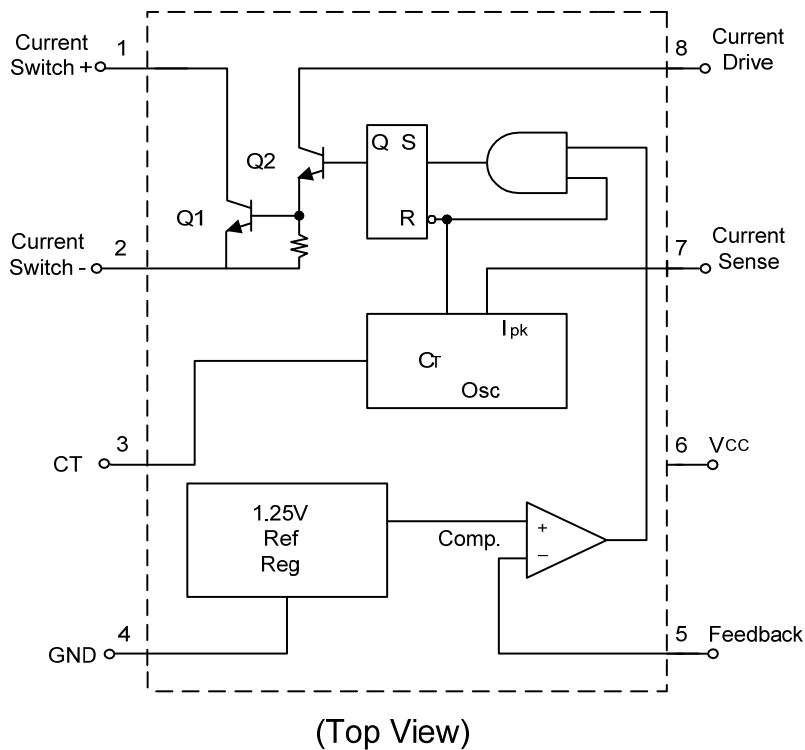 Current
Switch +
1
8
Current
Drive
Q2
Q S
Q1
R
Current
Switch -
2
7
Current
Sense
Ipk
CT
Osc
CT
3
6
VCC
1.25V
Ref
Reg
Comp.
+
–
GND
4
5
Feedback
(Top View)